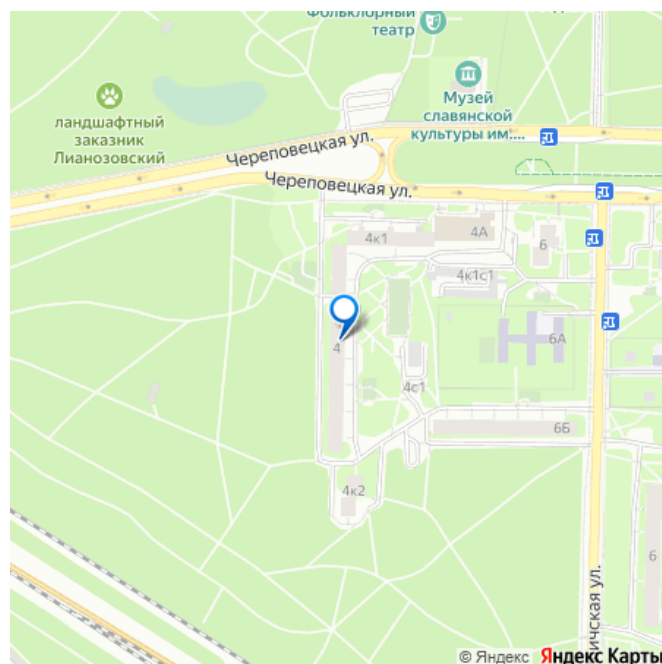 Фольклорный
театр
Музей
славянской
культуры им....
ландшафтный
заказник
Лианозовский
Череповецкая ул.
Череповецкая ул.
4к1
4А
6
4к1с1
4
6А
4с1
6Б
4к2
6
ичская ул.
© Яндекс Яндекс Карты